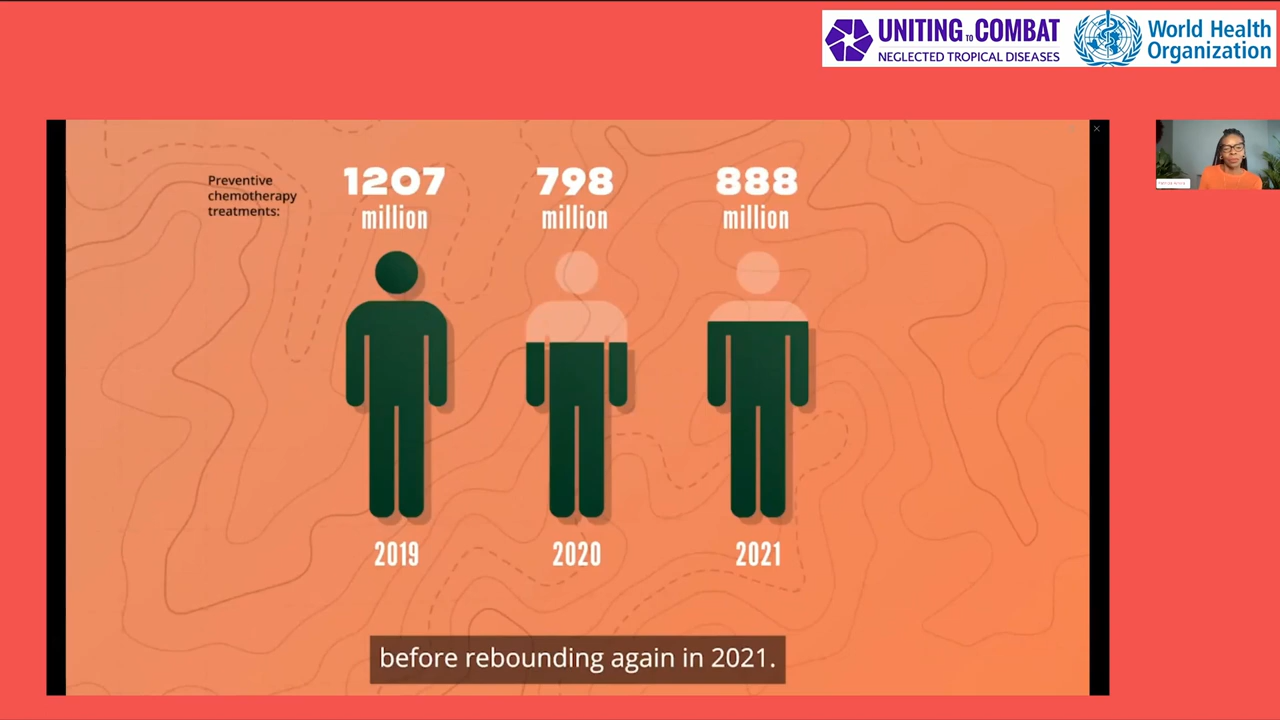 UNITING TO COMBAT
NEGLECTED TROPICAL DISEASES
World Health
Organization
Preventive
chemotherapy
treatments:
1207
million
798
million
888
million
2019
2020
2021
before rebounding again in 2021.